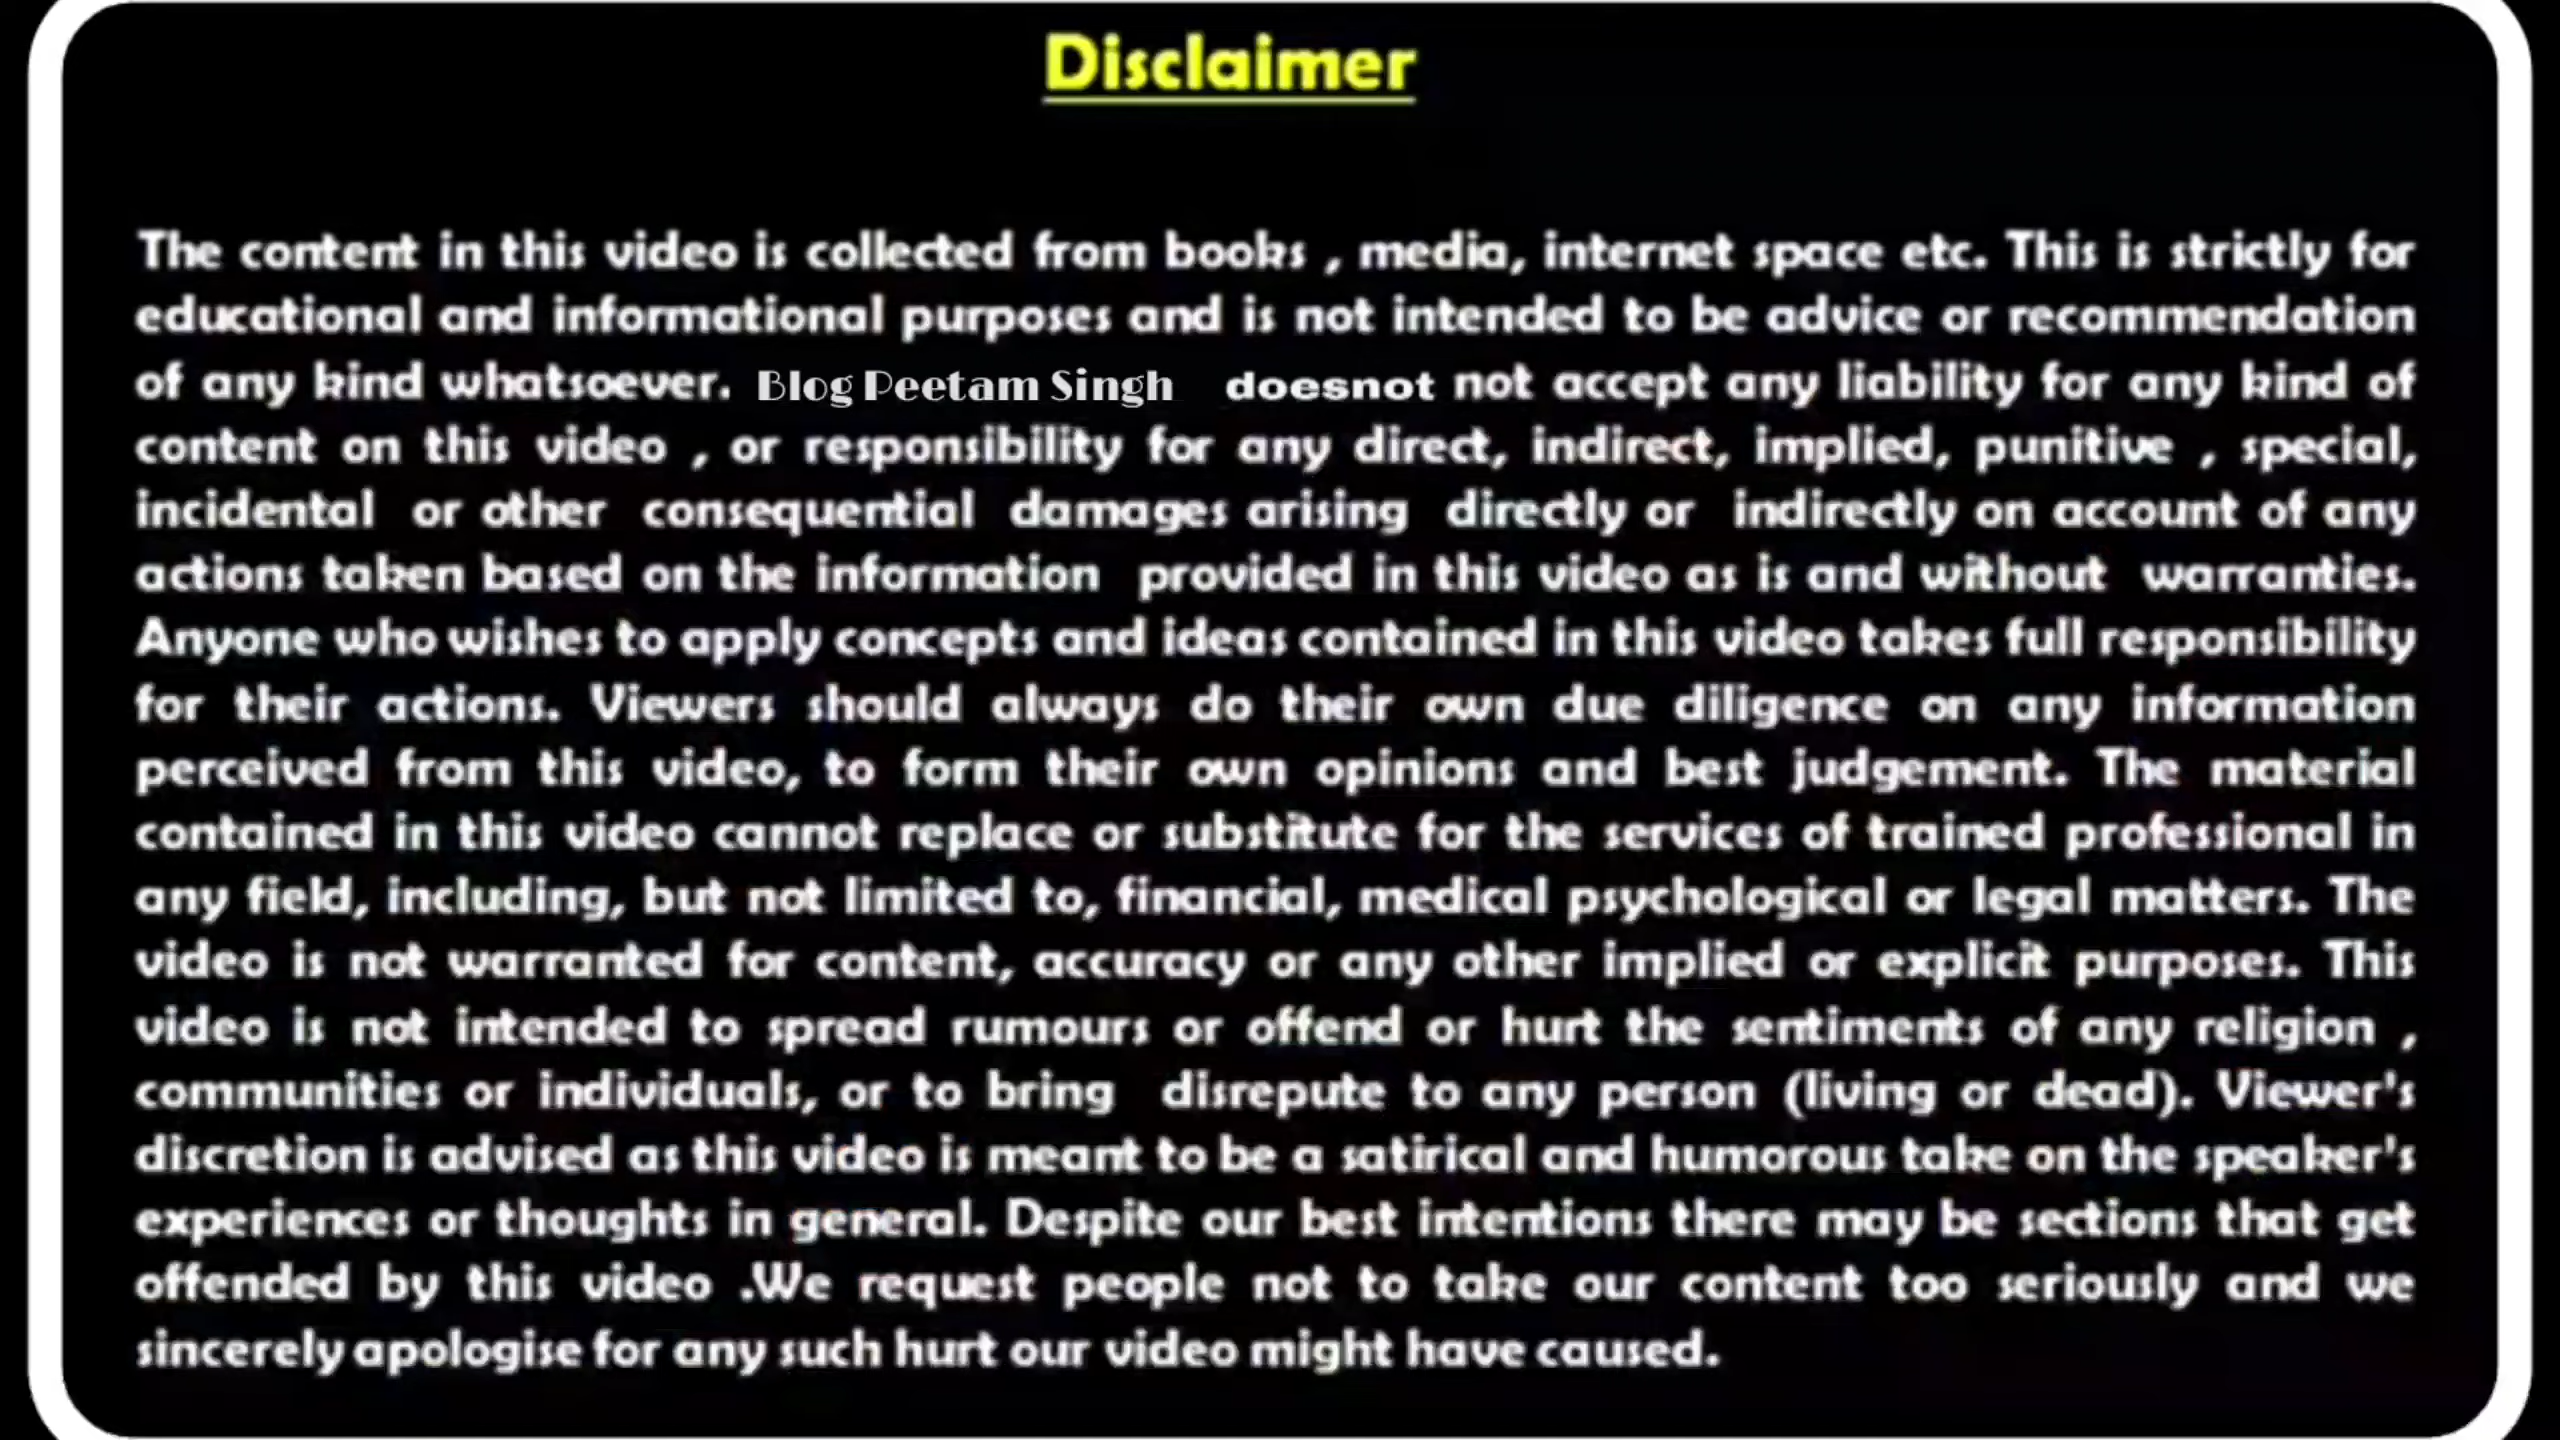 Disclaimer
The content in this video is collected from books , media, internet space etc. This is strictly for
educational and informational purposes and is not intended to be advice or recommendation
of any kind whatsoever. Blog Peetam Singh doesnot not accept any liability for any kind of
content on this video , or responsibility for any direct, indirect, implied, punitive , special,
incidental or other consequential damages arising directly or indirectly on account of any
actions taken based on the information provided in this video as is and without warranties.
Anyone who wishes to apply concepts and ideas contained in this video takes full responsibility
for their actions. Viewers should always do their own due diligence on any information
perceived from this video, to form their own opinions and best judgement. The material
contained in this video cannot replace or substitute for the services of trained professional in
any field, including, but not limited to, financial, medical psychological or legal matters. The
video is not warranted for content, accuracy or any other implied or explicit purposes. This
video is not intended to spread rumours or offend or hurt the sentiments of any religion ,
communities or individuals, or to bring disrepute to any person (living or dead). Viewer's
discretion is advised as this video is meant to be a satirical and humorous take on the speaker's
experiences or thoughts in general. Despite our best intentions there may be sections that get
offended by this video .We request people not to take our content too seriously and we
sincerely apologise for any such hurt our video might have caused.